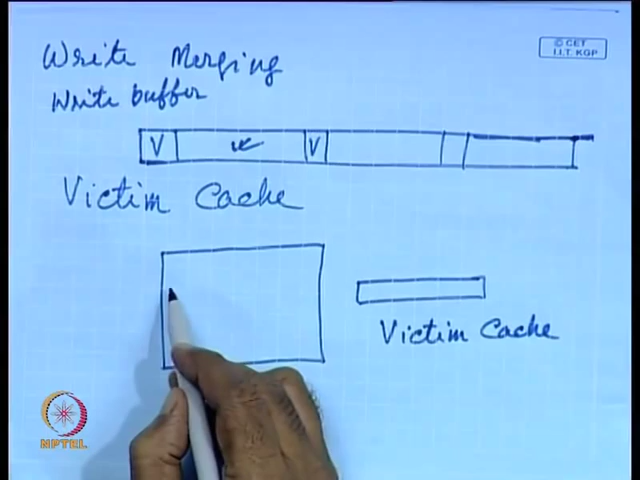 Write Merging
© CET
I.I.T. KGP
Write buffer
V V
Victim Cache
Victim Cache
NPTEL